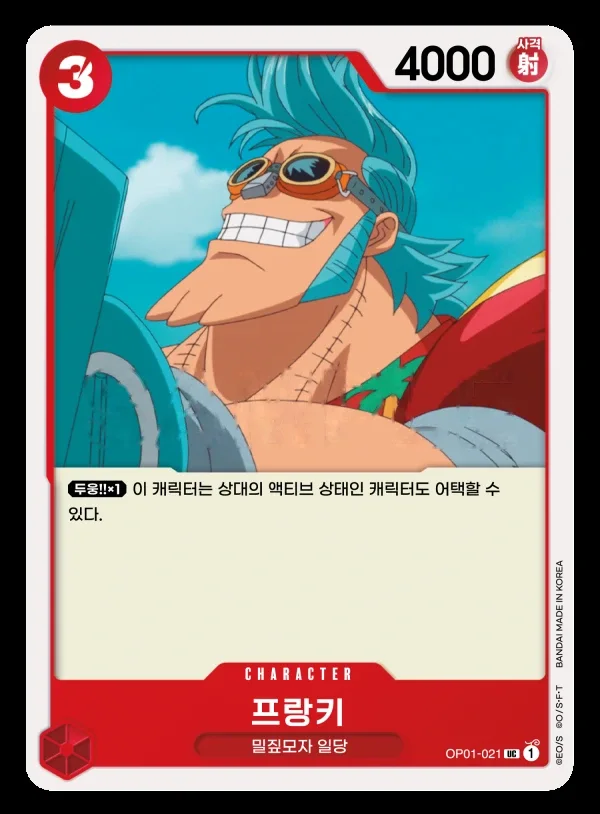 3
4000
사격
射
두웅!!×1 이 캐릭터는 상대의 액티브 상태인 캐릭터도 어택할 수
있다.
CHARACTER
프랑키
밀짚모자 일당
OP01-021 UC 1
©E.O/S ©O/S·F·T BANDAI MADE IN KOREA